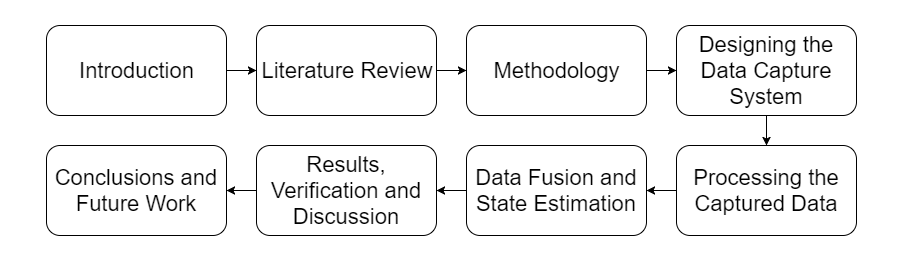 Introduction
Literature Review
Methodology
Designing the
Data Capture
System
Processing the
Captured Data
Data Fusion and
State Estimation
Results,
Verification and
Discussion
Conclusions and
Future Work